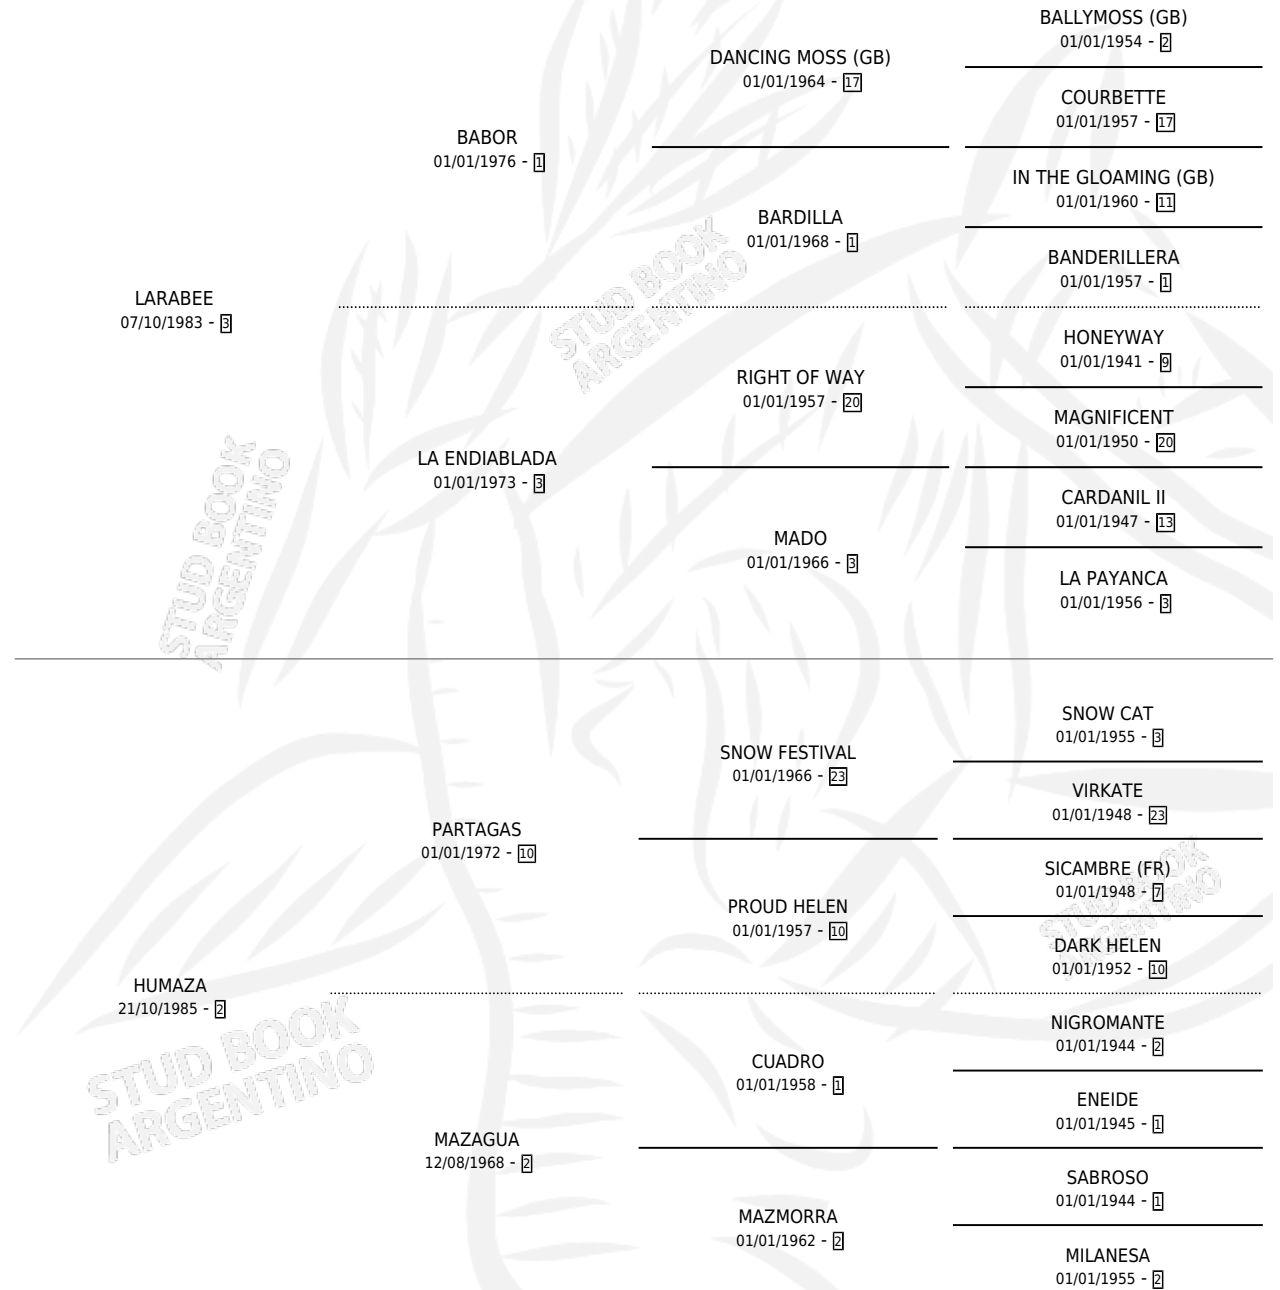 BALLYMOSS (GB)
01/01/1954 - 2
DANCING MOSS (GB)
01/01/1964 - 17
COURBETTE
01/01/1957 - 17
BABOR
01/01/1976 - 1
IN THE GLOAMING (GB)
01/01/1960 - 11
BARDILLA
01/01/1968 - 1
BANDERILLERA
01/01/1957 - 1
LARABEE
07/10/1983 - 3
HONEYWAY
01/01/1941 - 9
RIGHT OF WAY
01/01/1957 - 20
MAGNIFICENT
01/01/1950 - 20
LA ENDIABLADA
01/01/1973 - 3
CARDANIL II
01/01/1947 - 13
MADO
01/01/1966 - 3
LA PAYANCA
01/01/1956 - 3
STUD BOOK
ARGENTINO
STUD BOOK
ARGENTINO
SNOW CAT
01/01/1955 - 3
SNOW FESTIVAL
01/01/1966 - 23
VIRKATE
01/01/1948 - 23
PARTAGAS
01/01/1972 - 10
SICAMBRE (FR)
01/01/1948 - 7
PROUD HELEN
01/01/1957 - 10
DARK HELEN
01/01/1952 - 10
HUMAZA
21/10/1985 - 2
NIGROMANTE
01/01/1944 - 2
CUADRO
01/01/1958 - 1
ENEIDE
01/01/1945 - 1
MAZAGUA
12/08/1968 - 2
SABROSO
01/01/1944 - 1
MAZMORRA
01/01/1962 - 2
MILANESA
01/01/1955 - 2
STUD BOOK
ARGENTINO
STUD BOOK
ARGENTINO